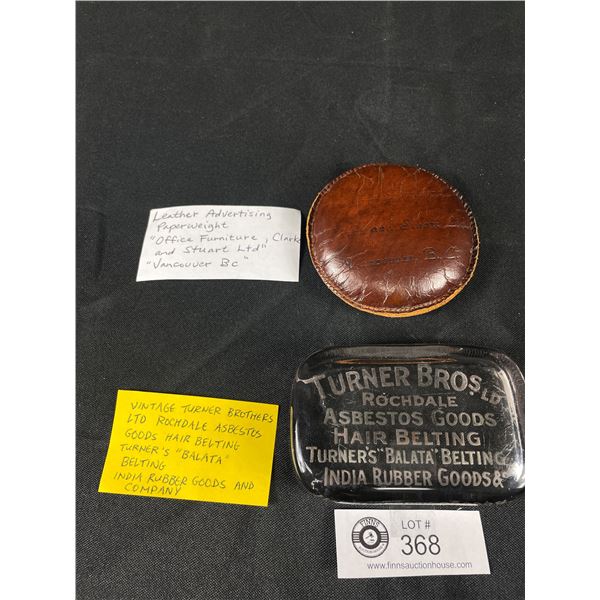 Leather Advertising
Paperweight
"Office Furniture, Clarke
and Stuart Ltd"
"Vancouver BC"
VINTAGE TURNER BROTHERS
LTD ROCHDALE ASBESTOS
GOODS HAIR BELTING
TURNER'S "BALATA"
BELTING
INDIA RUBBER GOODS AND
COMPANY
TURNER BROS LD
ROCHDALE
ASBESTOS GOODS
HAIR BELTING
TURNER'S "BALATA" BELTING
INDIA RUBBER GOODS &
FINNS
LOT #
368
www.finnsauctionhouse.com